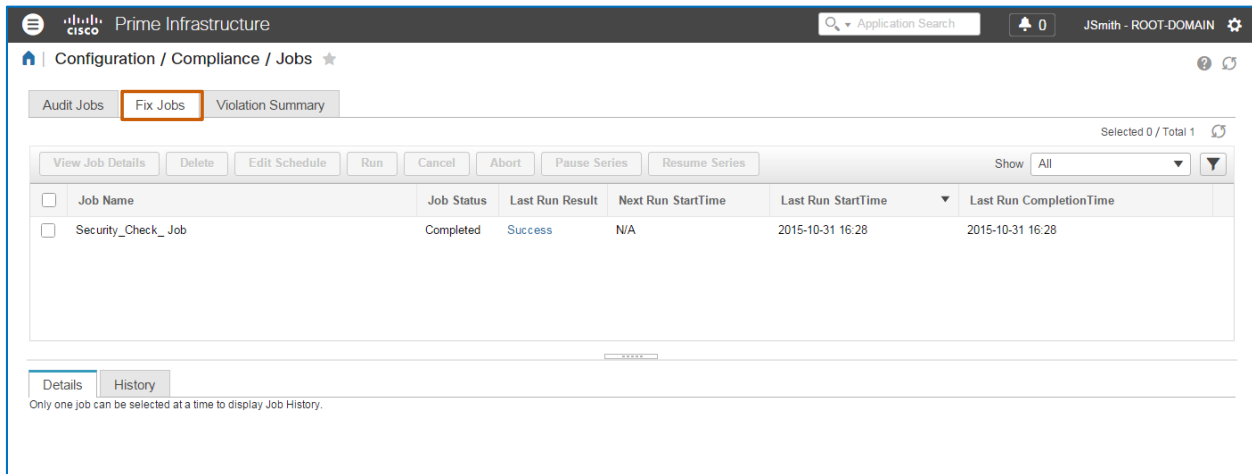 cisco Prime Infrastructure Application Search 0 JSmith - ROOT-DOMAIN
Configuration / Compliance / Jobs
Audit Jobs Fix Jobs Violation Summary
Selected 0 / Total 1
View Job Details Delete Edit Schedule Run Cancel Abort Pause Series Resume Series Show All
Job Name Job Status Last Run Result Next Run StartTime Last Run StartTime Last Run CompletionTime
Security_Check_ Job Completed Success N/A 2015-10-31 16:28 2015-10-31 16:28
Details History
Only one job can be selected at a time to display Job History.